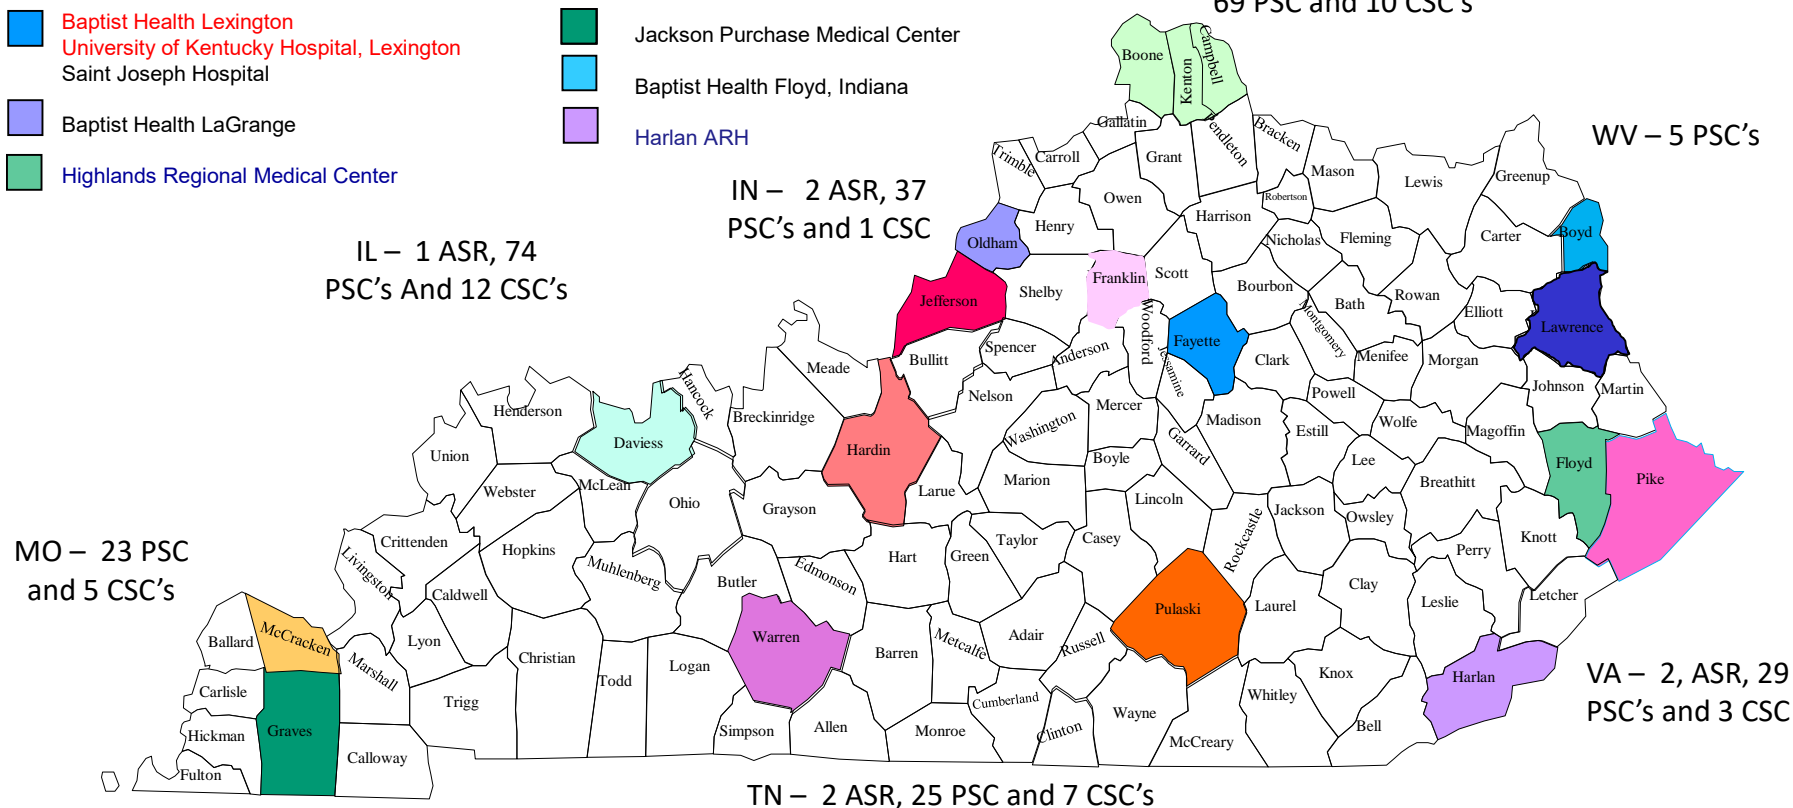 69 PSC and 10 CSC's
Baptist Health Lexington
University of Kentucky Hospital, Lexington
Saint Joseph Hospital
Baptist Health LaGrange
Highlands Regional Medical Center
Jackson Purchase Medical Center
Baptist Health Floyd, Indiana
Harlan ARH
WV – 5 PSC's
IN – 2 ASR, 37
PSC's and 1 CSC
IL – 1 ASR, 74
PSC's And 12 CSC's
MO – 23 PSC
and 5 CSC's
VA – 2, ASR, 29
PSC's and 3 CSC
TN – 2 ASR, 25 PSC and 7 CSC's
Boone
Kenton
Campbell
Gallatin
Pendleton
Bracken
Trimble
Carroll
Grant
Mason
Lewis
Greenup
Owen
Robertson
Harrison
Henry
Oldham
Nicholas
Fleming
Carter
Boyd
Franklin
Scott
Shelby
Jefferson
Bourbon
Bath
Rowan
Elliott
Lawrence
Woodford
Fayette
Montgomery
Bullitt
Spencer
Anderson
Jessamine
Clark
Menifee
Morgan
Meade
Johnson
Martin
Hancock
Nelson
Mercer
Powell
Henderson
Breckinridge
Washington
Madison
Wolfe
Magoffin
Daviess
Hardin
Estill
Garrard
Union
Boyle
Lee
Floyd
Pike
McLean
Webster
Larue
Marion
Breathitt
Ohio
Grayson
Lincoln
Jackson
Owsley
Crittenden
Hopkins
Hart
Green
Taylor
Casey
Rockcastle
Perry
Knott
Livingston
Muhlenberg
Butler
Edmonson
Clay
Caldwell
Leslie
Letcher
Pulaski
Laurel
Ballard
McCracken
Lyon
Warren
Metcalfe
Adair
Russell
Barren
Christian
Logan
Marshall
Todd
Knox
Harlan
Carlisle
Trigg
Cumberland
Whitley
Hickman
Graves
Simpson
Allen
Monroe
Clinton
Wayne
McCreary
Bell
Calloway
Fulton